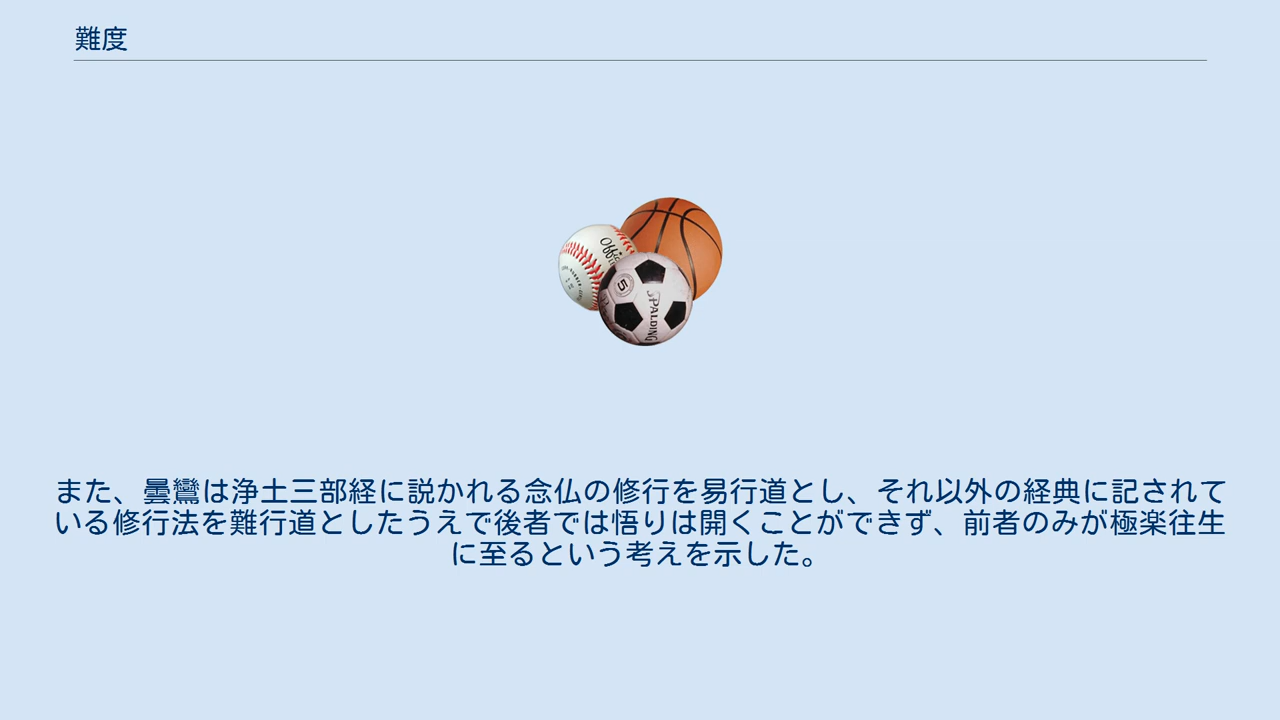 難度
Offic
5
SPALDING
また、曇鸞は浄土三部経に説かれる念仏の修行を易行道とし、それ以外の経典に記されて
いる修行法を難行道としたうえで後者では悟りは開くことができず、前者のみが極楽往生
に至るという考えを示した。